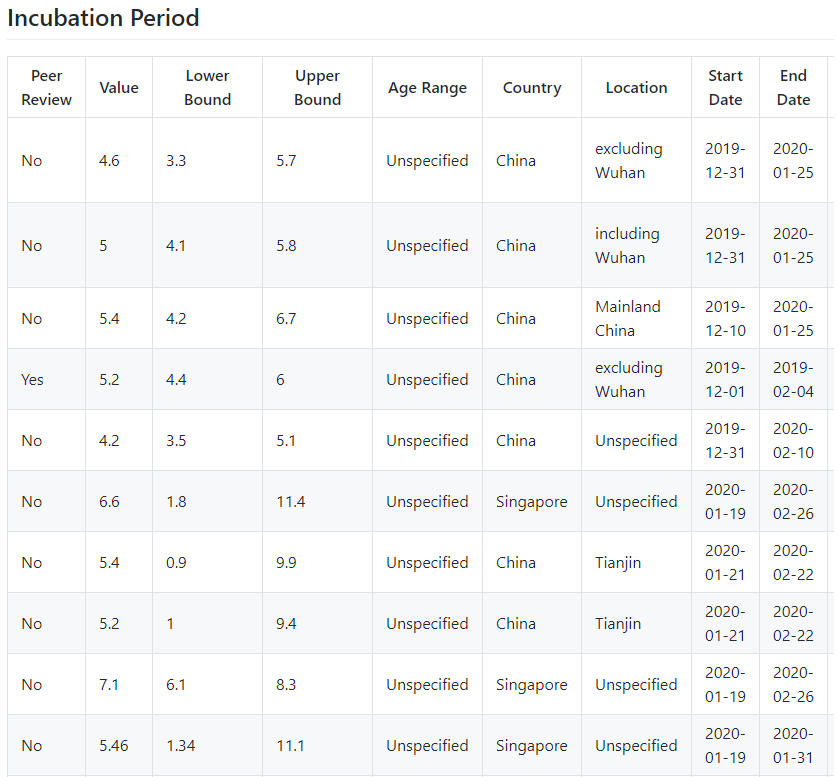 Incubation Period
Peer Review Value Lower Bound Upper Bound Age Range Country Location Start Date End Date
No 4.6 3.3 5.7 Unspecified China excluding Wuhan 2019-12-31 2020-01-25
No 5 4.1 5.8 Unspecified China including Wuhan 2019-12-31 2020-01-25
No 5.4 4.2 6.7 Unspecified China Mainland China 2019-12-10 2020-01-25
Yes 5.2 4.4 6 Unspecified China excluding Wuhan 2019-12-01 2019-02-04
No 4.2 3.5 5.1 Unspecified China Unspecified 2019-12-31 2020-02-10
No 6.6 1.8 11.4 Unspecified Singapore Unspecified 2020-01-19 2020-02-26
No 5.4 0.9 9.9 Unspecified China Tianjin 2020-01-21 2020-02-22
No 5.2 1 9.4 Unspecified China Tianjin 2020-01-21 2020-02-22
No 7.1 6.1 8.3 Unspecified Singapore Unspecified 2020-01-19 2020-02-26
No 5.46 1.34 11.1 Unspecified Singapore Unspecified 2020-01-19 2020-01-31